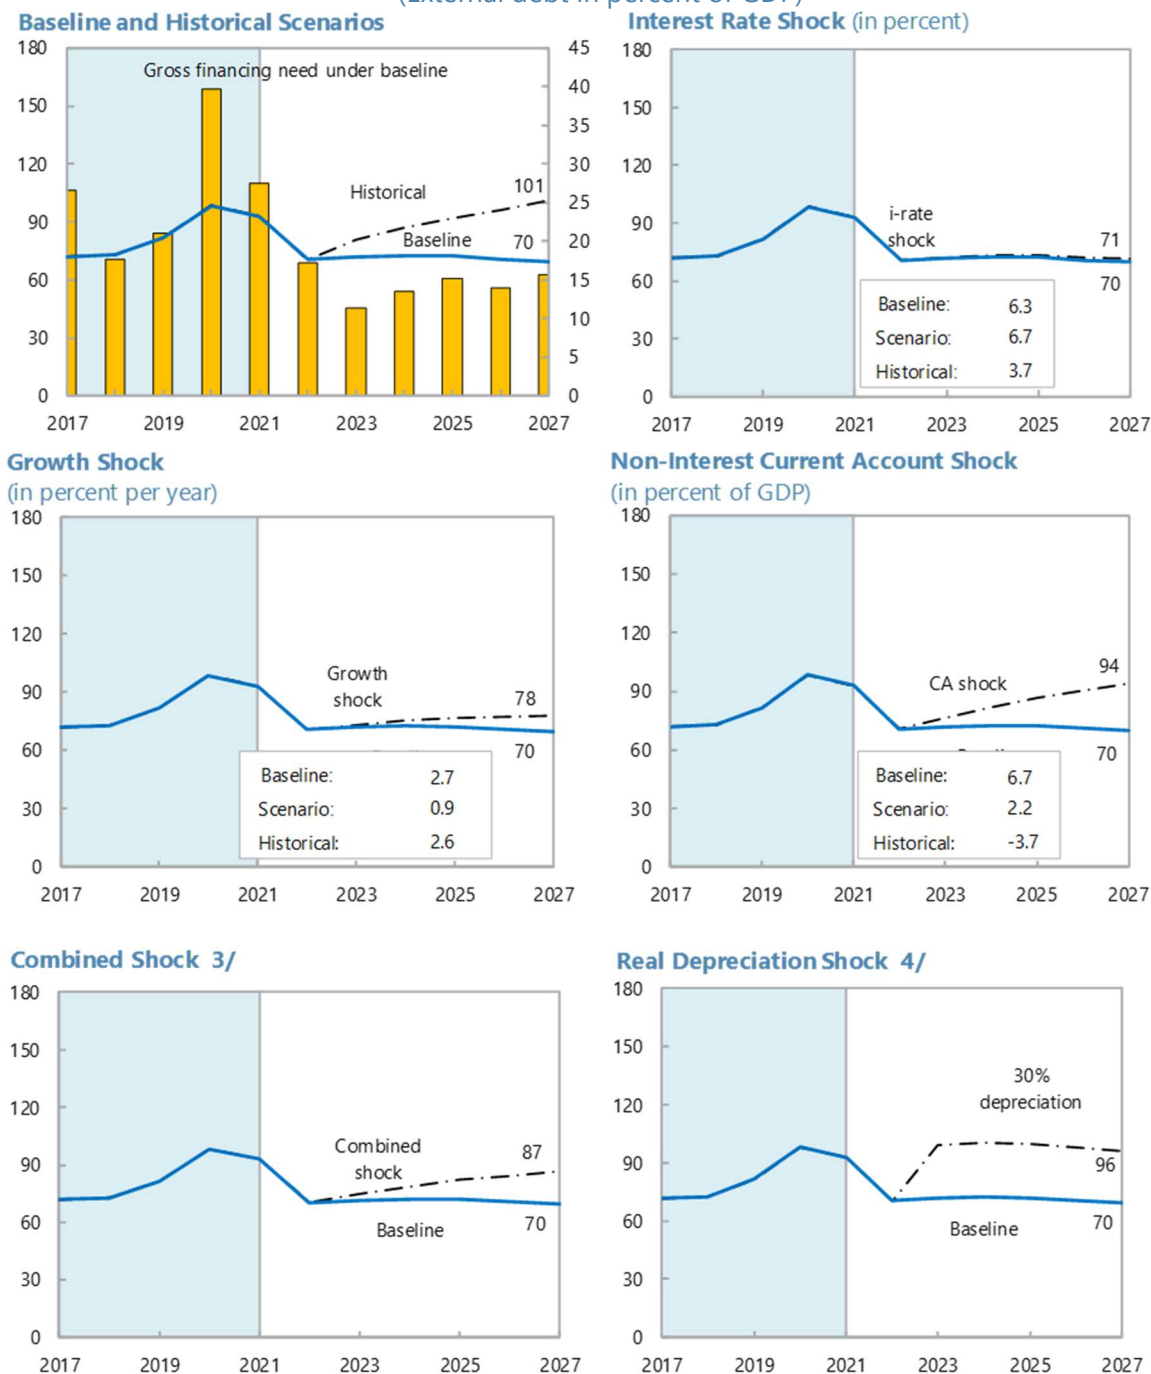 (External debt in percent of GDP)
Baseline and Historical Scenarios
180
150
120
90
60
30
0
45
40
35
30
25
20
15
10
5
0
Gross financing need under baseline
Historical
101
Baseline
70
2017 2019 2021 2023 2025 2027
Interest Rate Shock (in percent)
180
150
120
90
60
30
0
i-rate
shock
71
70
Baseline: 6.3
Scenario: 6.7
Historical: 3.7
2017 2019 2021 2023 2025 2027
Growth Shock
(in percent per year)
180
150
120
90
60
30
0
Growth
shock
78
70
Baseline: 2.7
Scenario: 0.9
Historical: 2.6
2017 2019 2021 2023 2025 2027
Non-Interest Current Account Shock
(in percent of GDP)
180
150
120
90
60
30
0
CA shock
94
70
Baseline: 6.7
Scenario: 2.2
Historical: -3.7
2017 2019 2021 2023 2025 2027
Combined Shock 3/
180
150
120
90
60
30
0
Combined
shock
87
Baseline
70
2017 2019 2021 2023 2025 2027
Real Depreciation Shock 4/
180
150
120
90
60
30
0
30%
depreciation
96
Baseline
70
2017 2019 2021 2023 2025 2027